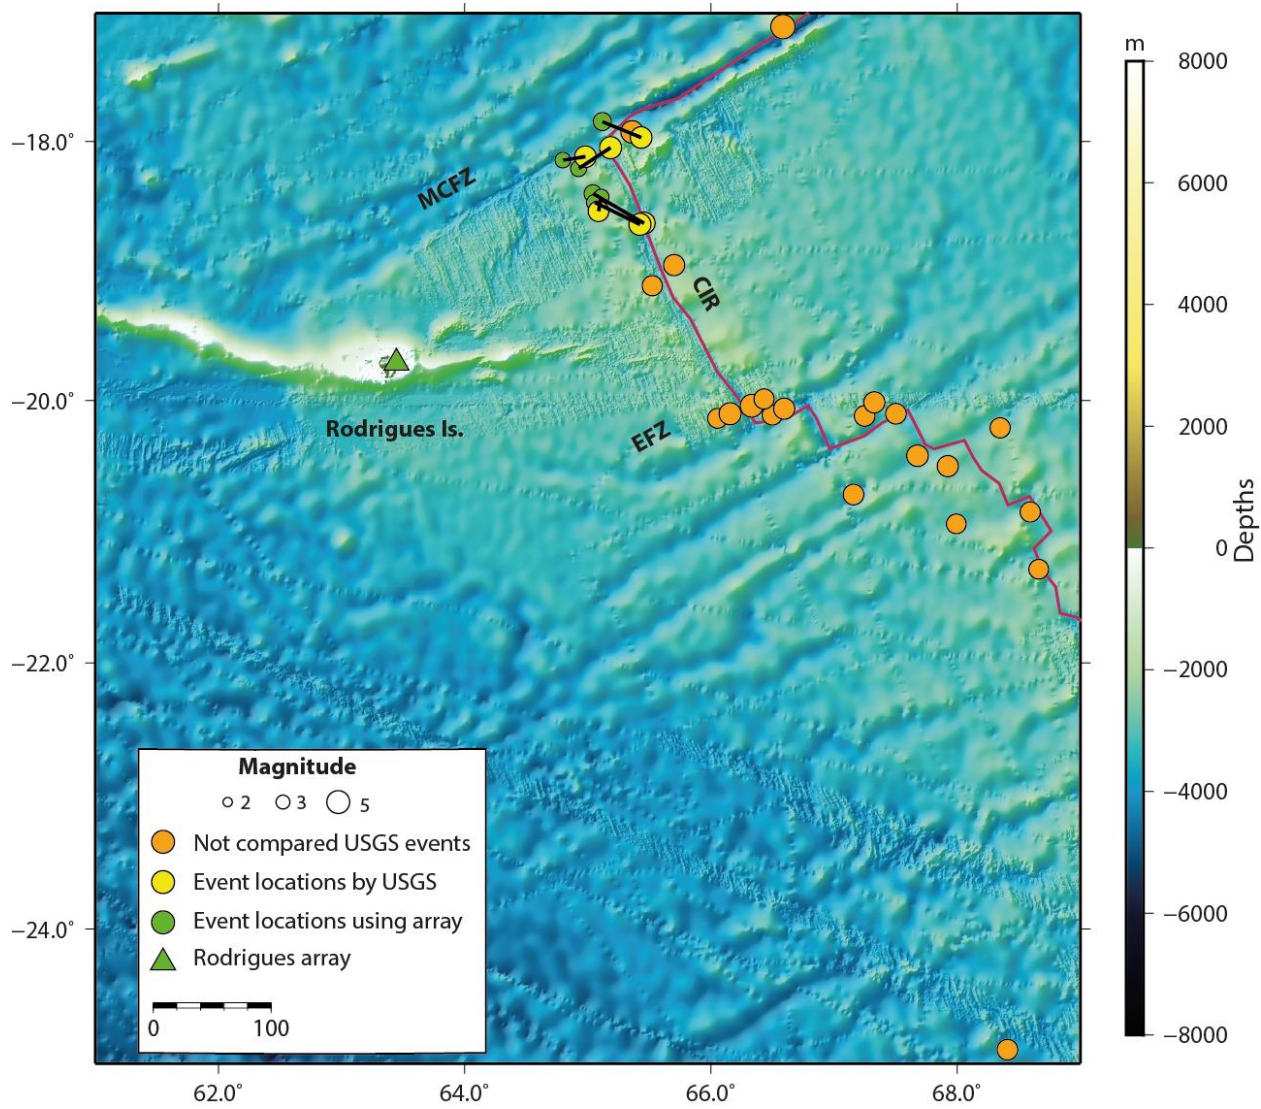 m
8000
6000
4000
2000
0
−2000
−4000
−6000
−8000
Depths
−18.0°
−20.0°
−22.0°
−24.0°
MCFZ
CIR
Rodrigues Is.
EFZ
Magnitude
2 3 5
Not compared USGS events
Event locations by USGS
Event locations using array
Rodrigues array
0 100
62.0° 64.0° 66.0° 68.0°